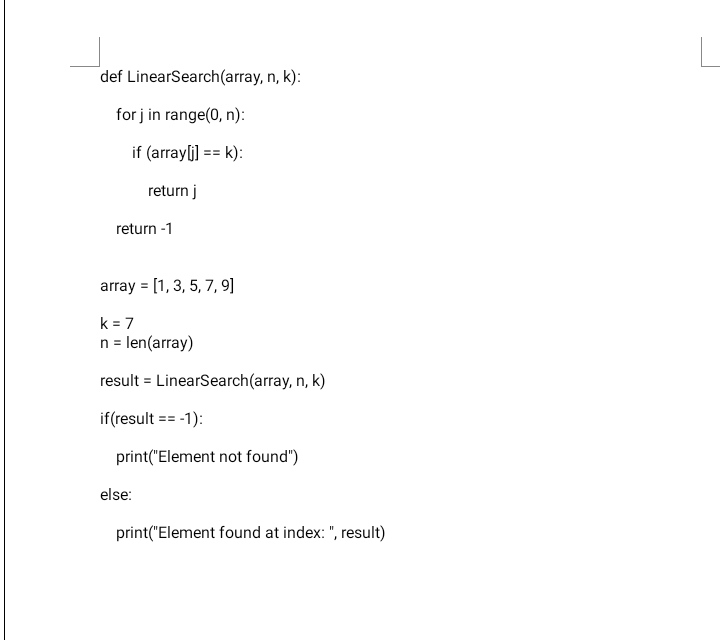 def LinearSearch(array, n, k):
for j in range(0, n):
if (array[j] == k):
return j
return -1
array = [1, 3, 5, 7, 9]
k = 7
n = len(array)
result = LinearSearch(array, n, k)
if(result == -1):
print("Element not found")
else:
print("Element found at index: ", result)